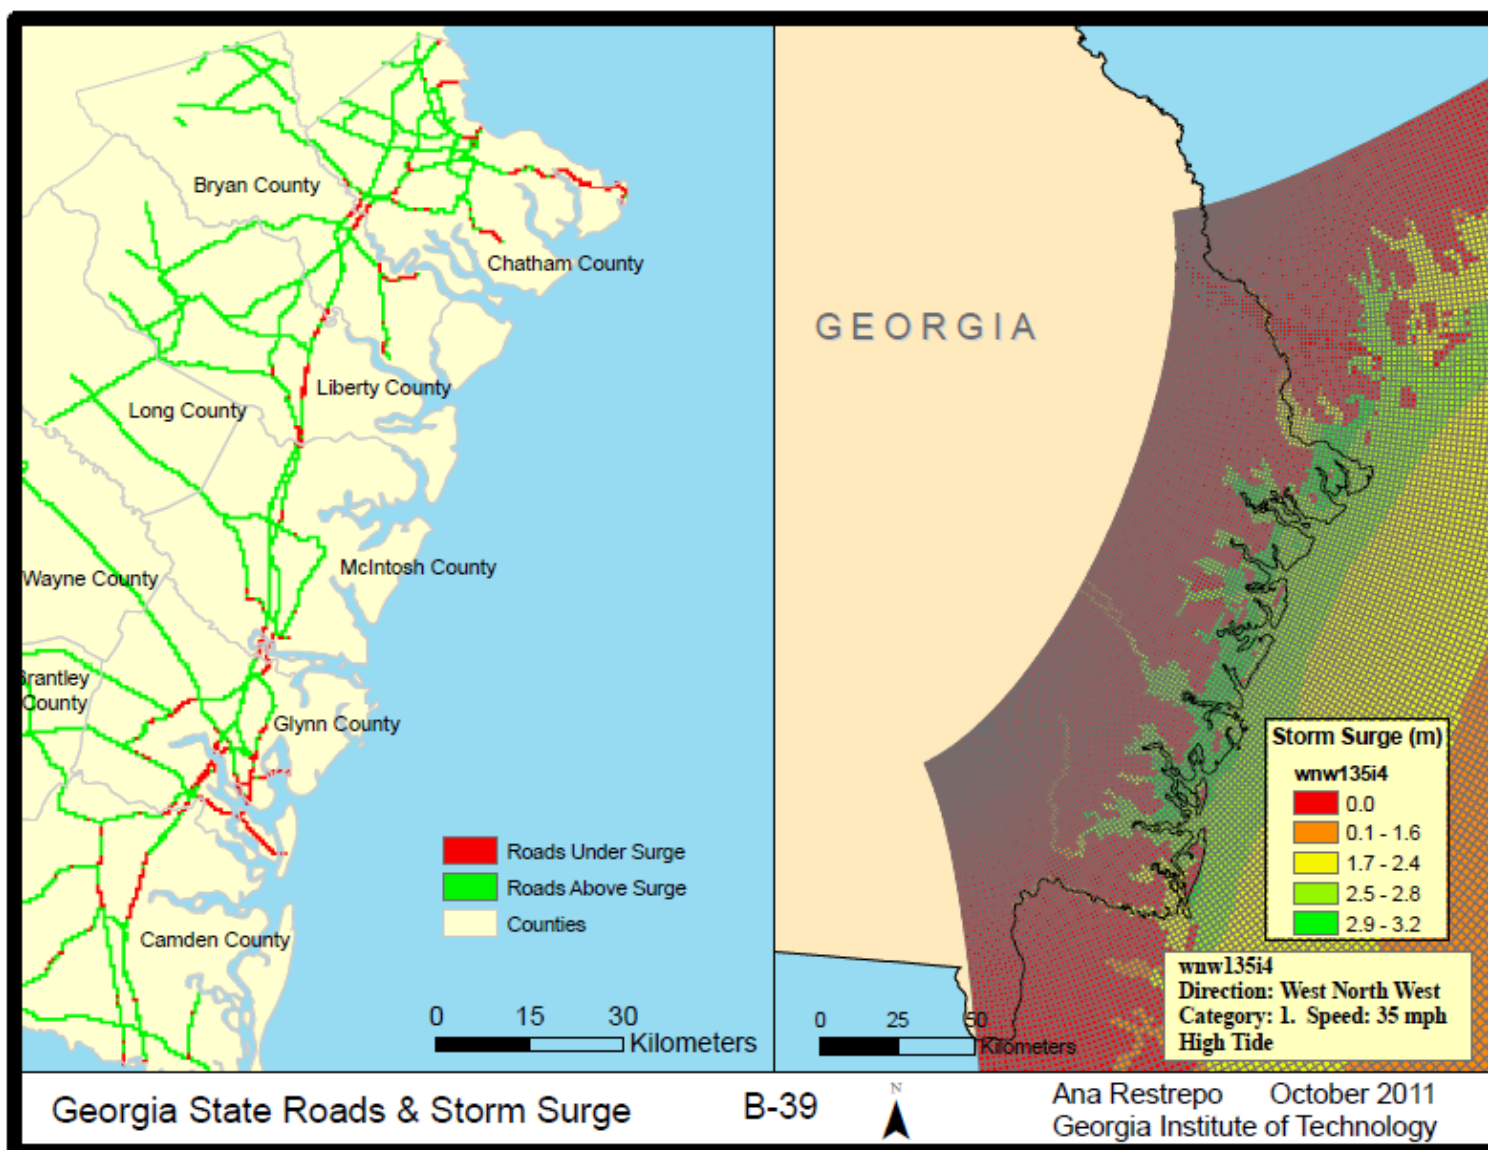 Bryan County
Chatham County
Liberty County
Long County
McIntosh County
Wayne County
Brantley
County
Glynn County
Camden County
Roads Under Surge
Roads Above Surge
Counties
0 15 30
Kilometers
GEORGIA
Storm Surge (m)
wnw135i4
0.0
0.1 - 1.6
1.7 - 2.4
2.5 - 2.8
2.9 - 3.2
wnw135i4
Direction: West North West
Category: 1. Speed: 35 mph
High Tide
0 25 50
Kilometers
Georgia State Roads & Storm Surge
B-39
N
Ana Restrepo October 2011
Georgia Institute of Technology